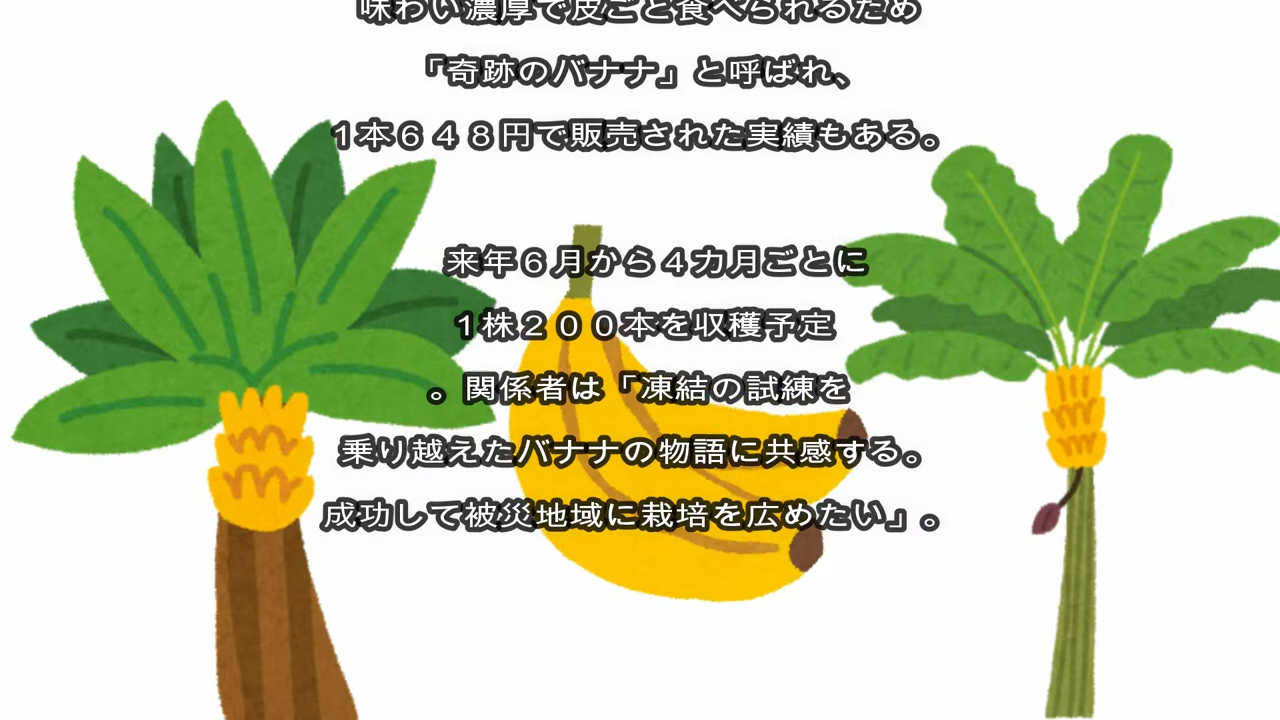 味わい濃厚で皮ごと食べられるため
「奇跡のバナナ」と呼ばれ、
1本６４８円で販売された実績もある。
来年６月から４カ月ごとに
1株２００本を収穫予定
。関係者は「凍結の試練を
乗り越えたバナナの物語に共感する。
成功して被災地域に栽培を広めたい」。